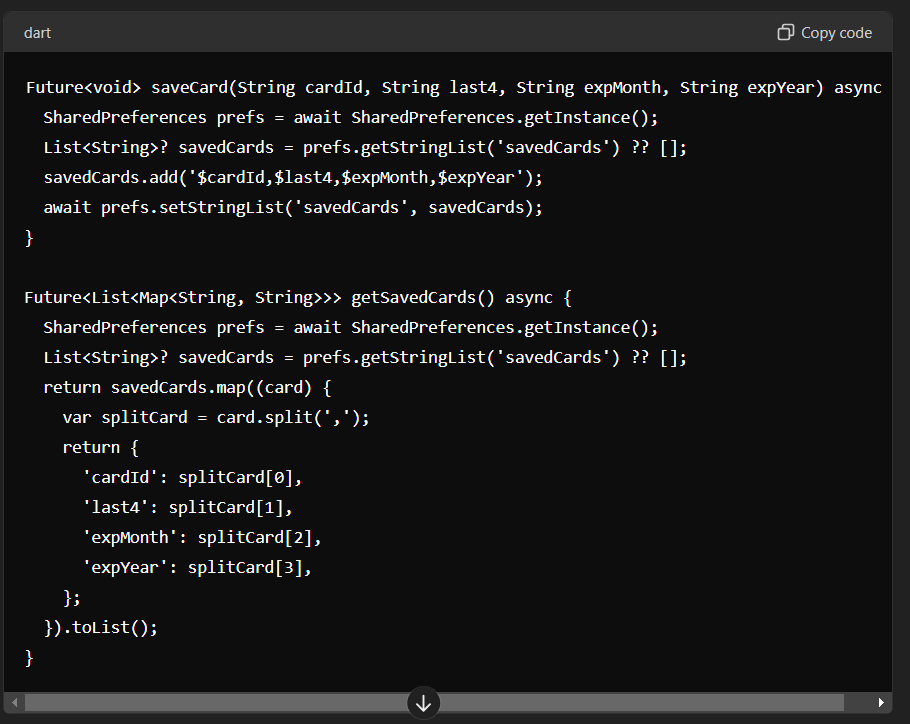 dart
Copy code
Future<void> saveCard(String cardId, String last4, String expMonth, String expYear) async
  SharedPreferences prefs = await SharedPreferences.getInstance();
  List<String>? savedCards = prefs.getStringList('savedCards') ?? [];
  savedCards.add('$cardId,$last4,$expMonth,$expYear');
  await prefs.setStringList('savedCards', savedCards);
}

Future<List<Map<String, String>>> getSavedCards() async {
  SharedPreferences prefs = await SharedPreferences.getInstance();
  List<String>? savedCards = prefs.getStringList('savedCards') ?? [];
  return savedCards.map((card) {
    var splitCard = card.split(',');
    return {
      'cardId': splitCard[0],
      'last4': splitCard[1],
      'expMonth': splitCard[2],
      'expYear': splitCard[3],
    };
  }).toList();
}